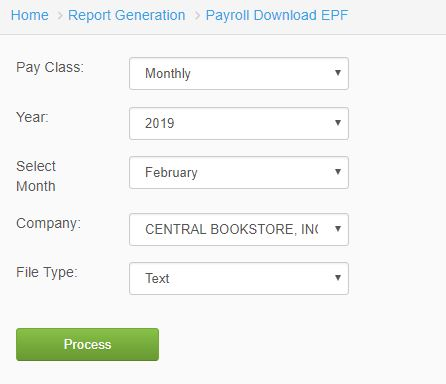 Home > Report Generation > Payroll Download EPF
Pay Class: Monthly
Year: 2019
Select
Month February
Company: CENTRAL BOOKSTORE, INC
File Type: Text
Process